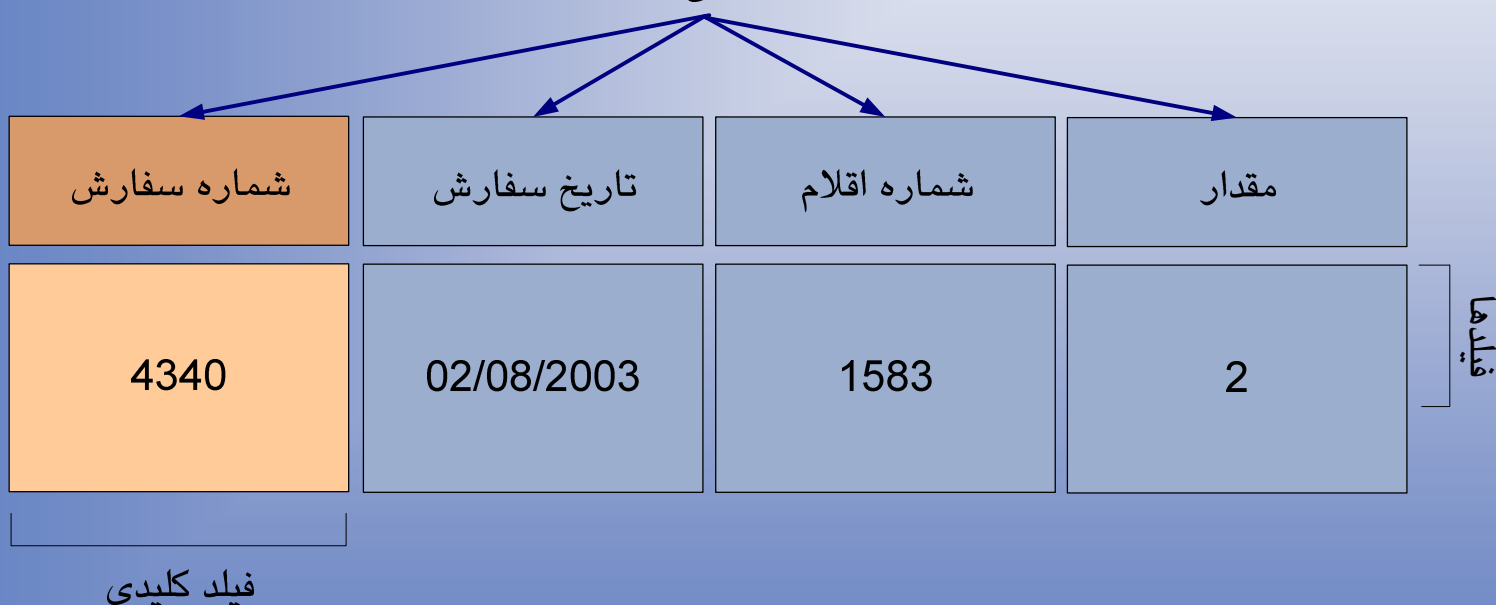 شماره سفارش
تاریخ سفارش
شماره اقلام
مقدار
4340
02/08/2003
1583
2
فیلدها
فیلد کلیدی